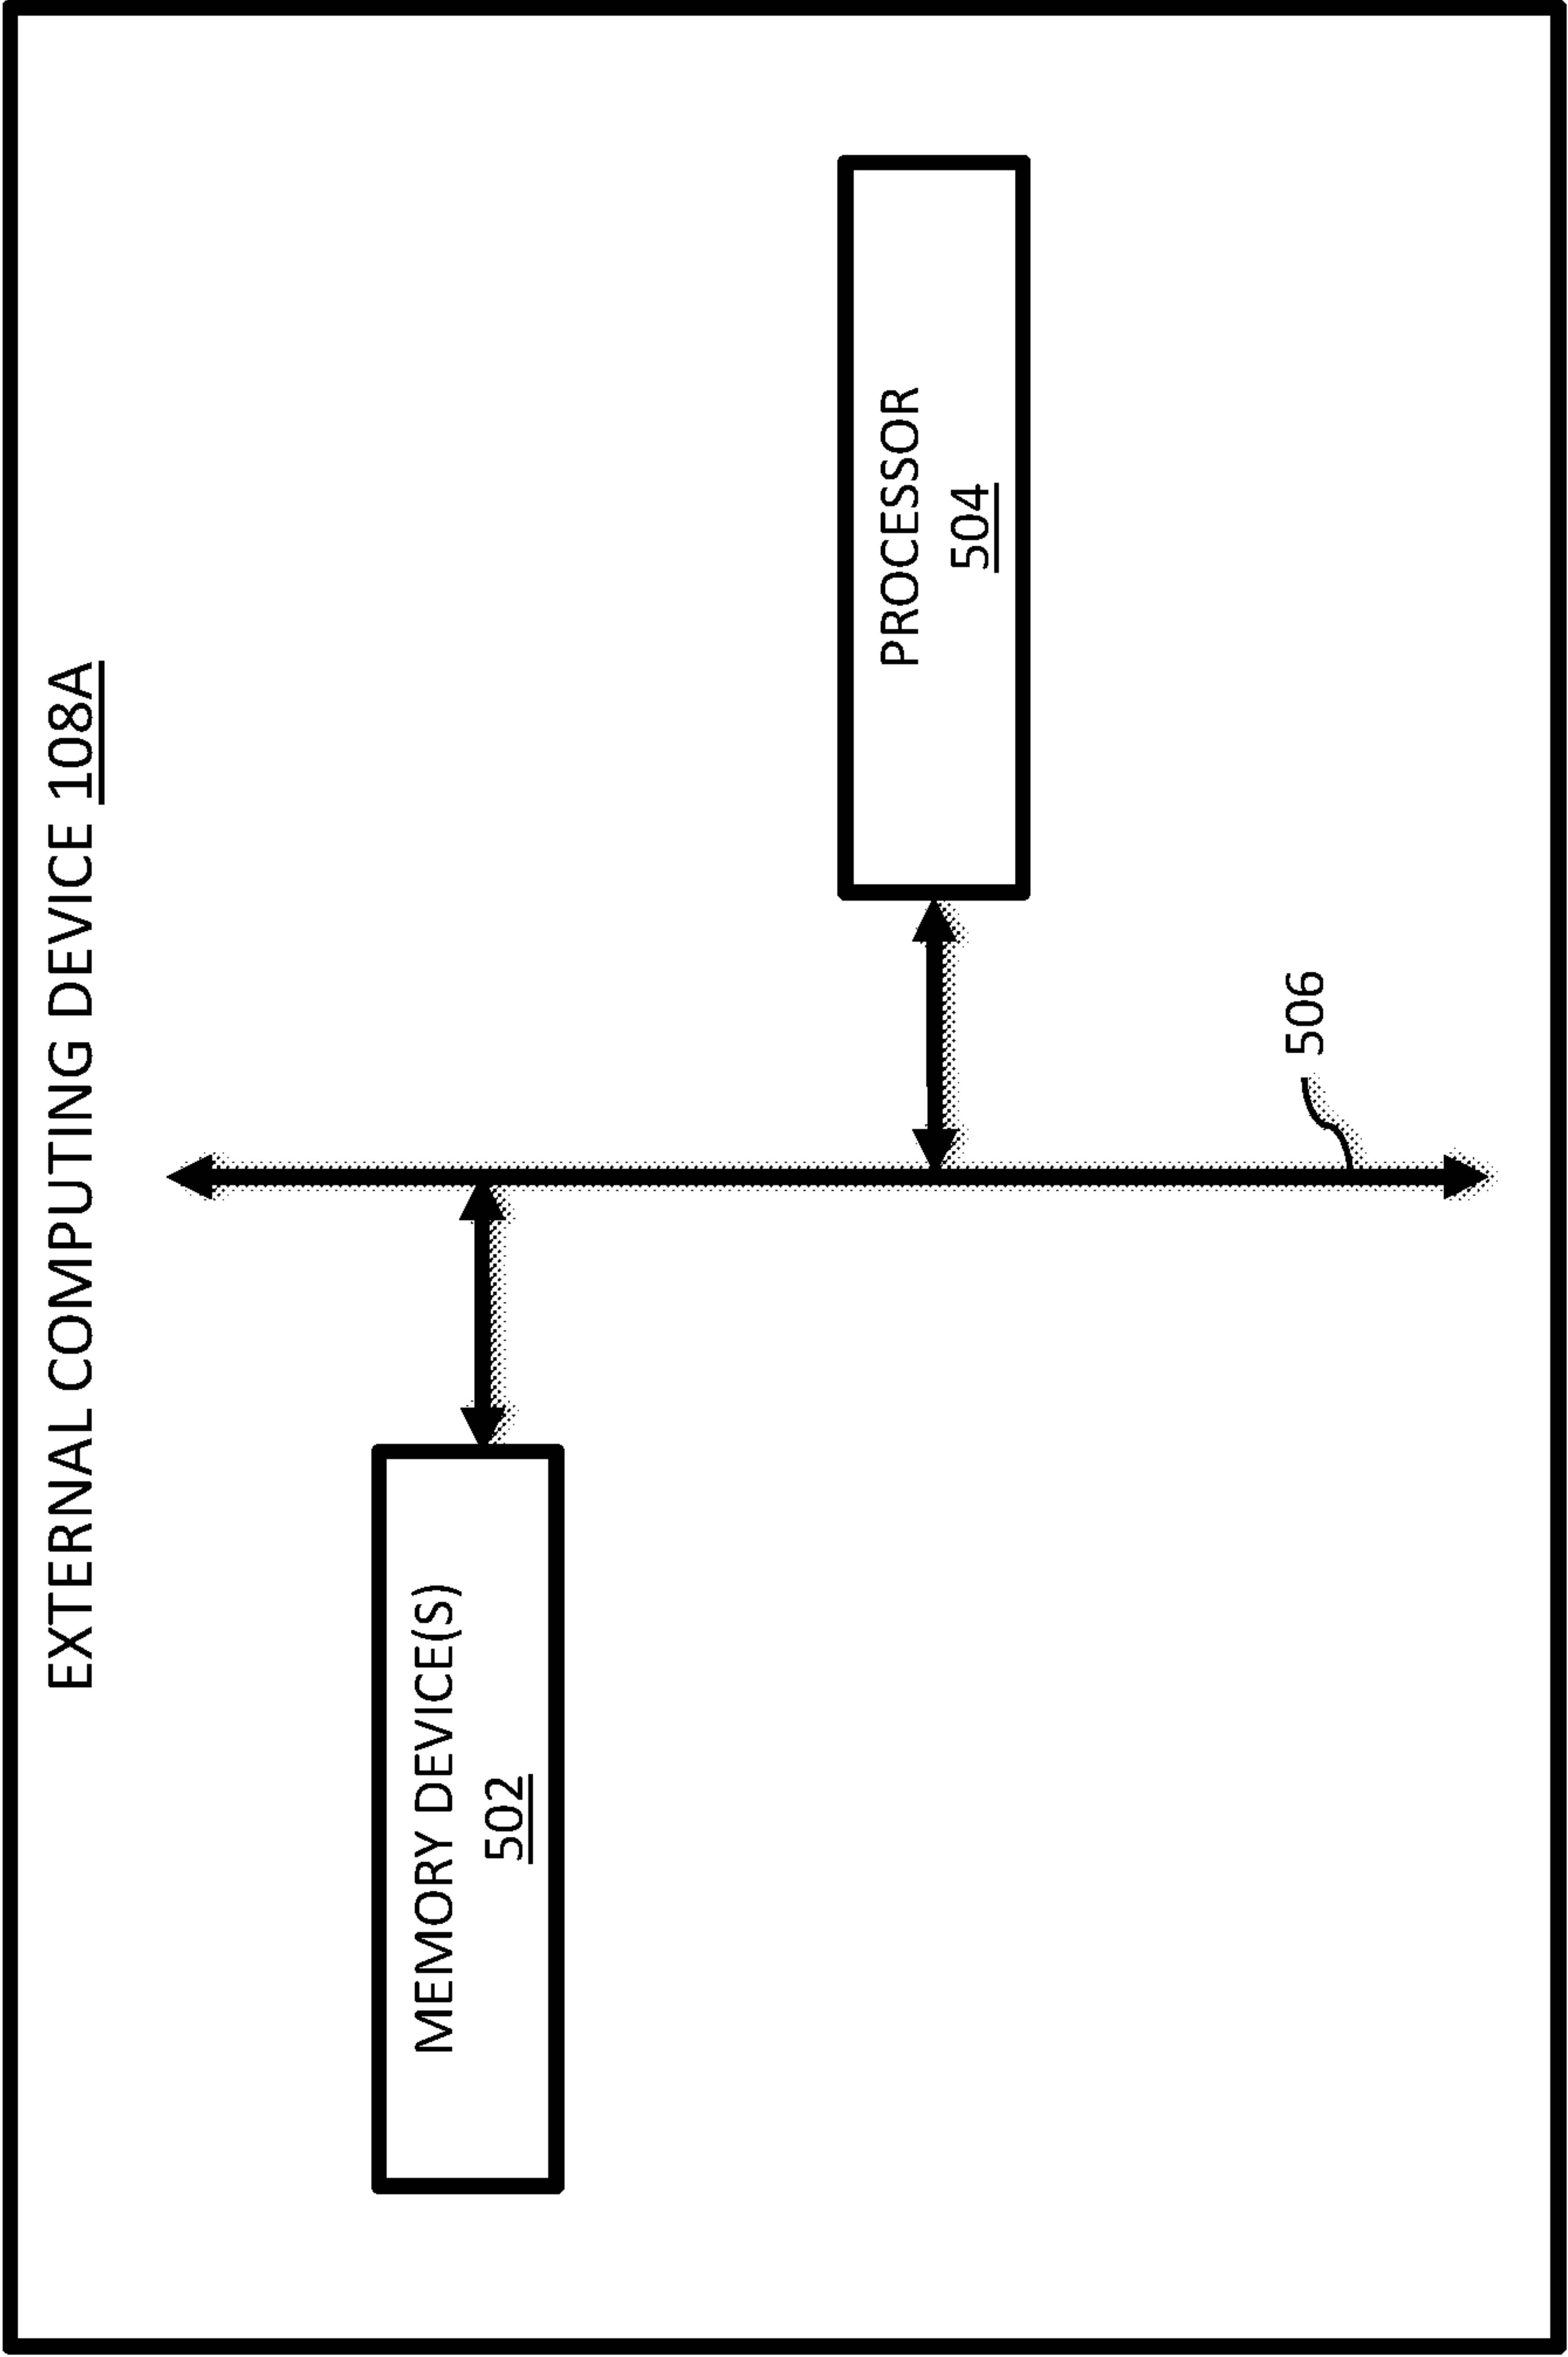 EXTERNAL COMPUTING DEVICE 108A
MEMORY DEVICE(S)
502
PROCESSOR
504
506